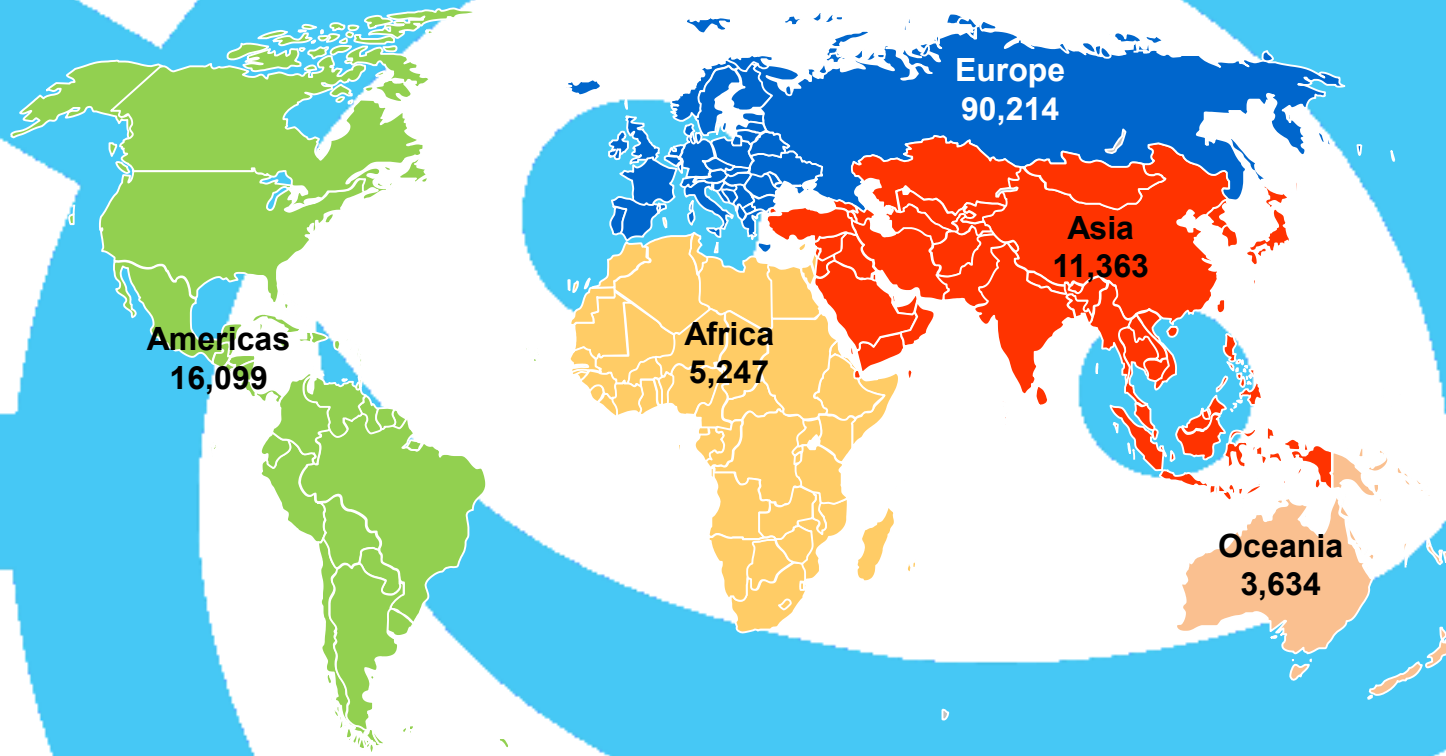 Europe
90,214
Asia
11,363
Americas
16,099
Africa
5,247
Oceania
3,634